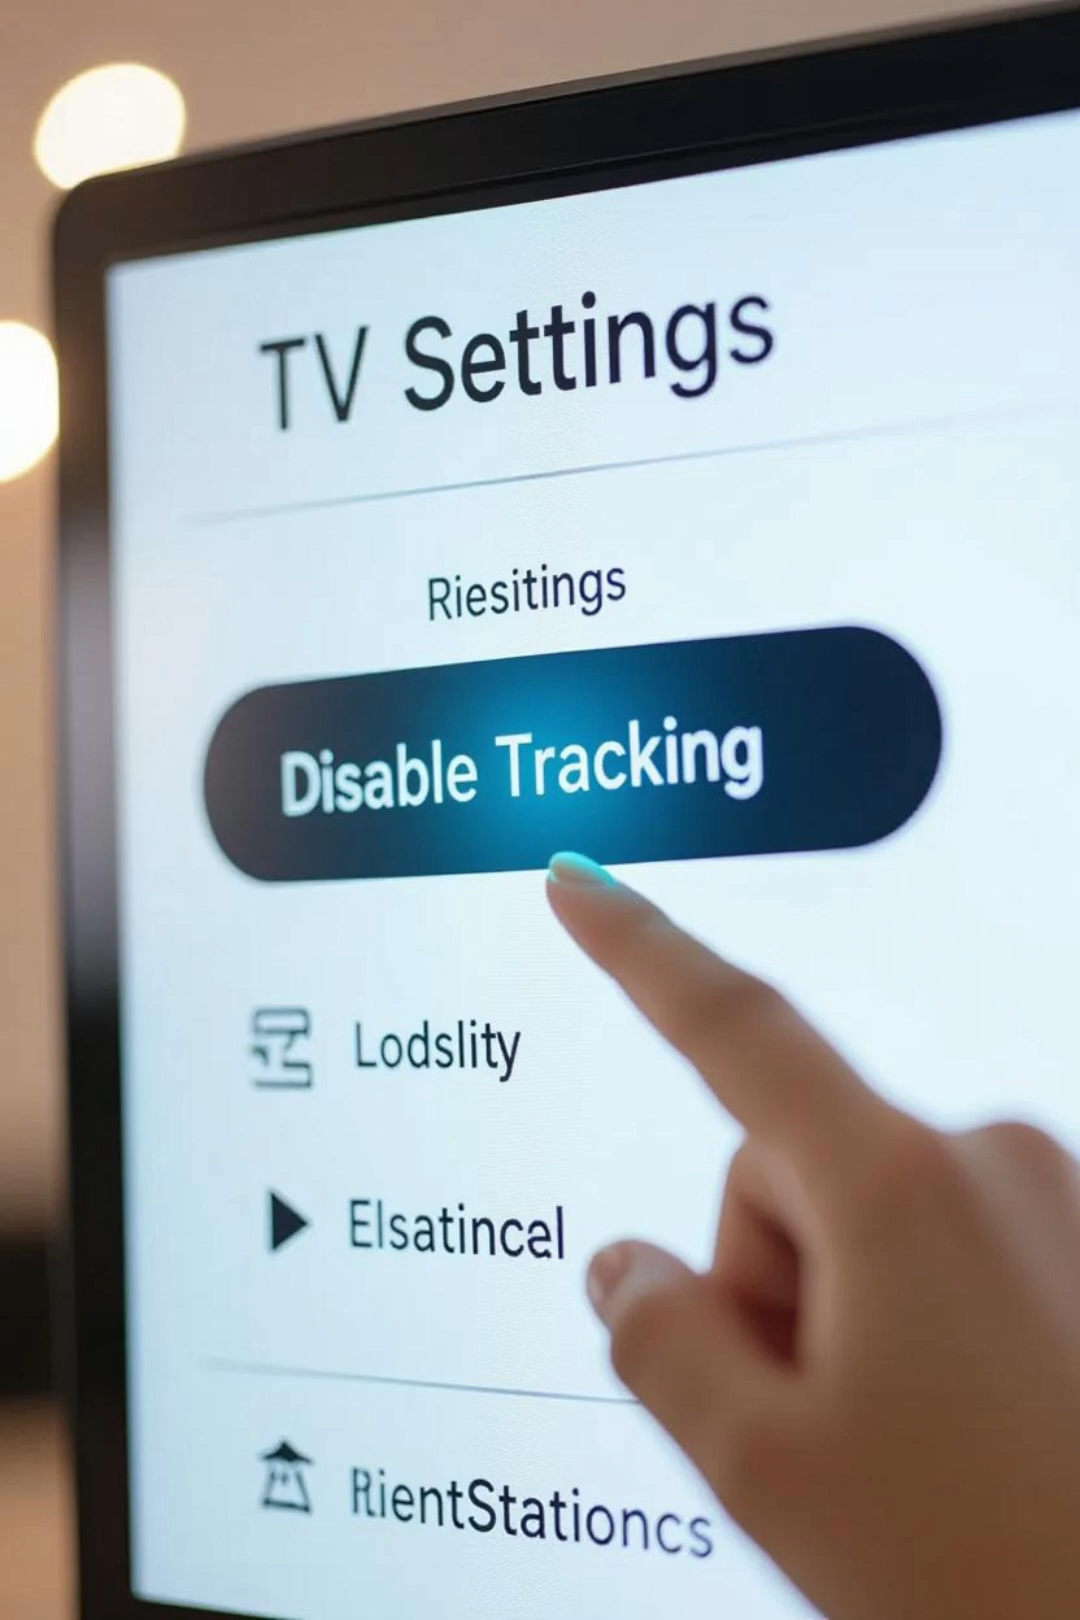 TV Settings
Riesitings
Disable Tracking
Lodslity
Elsatincal
RientStationcs